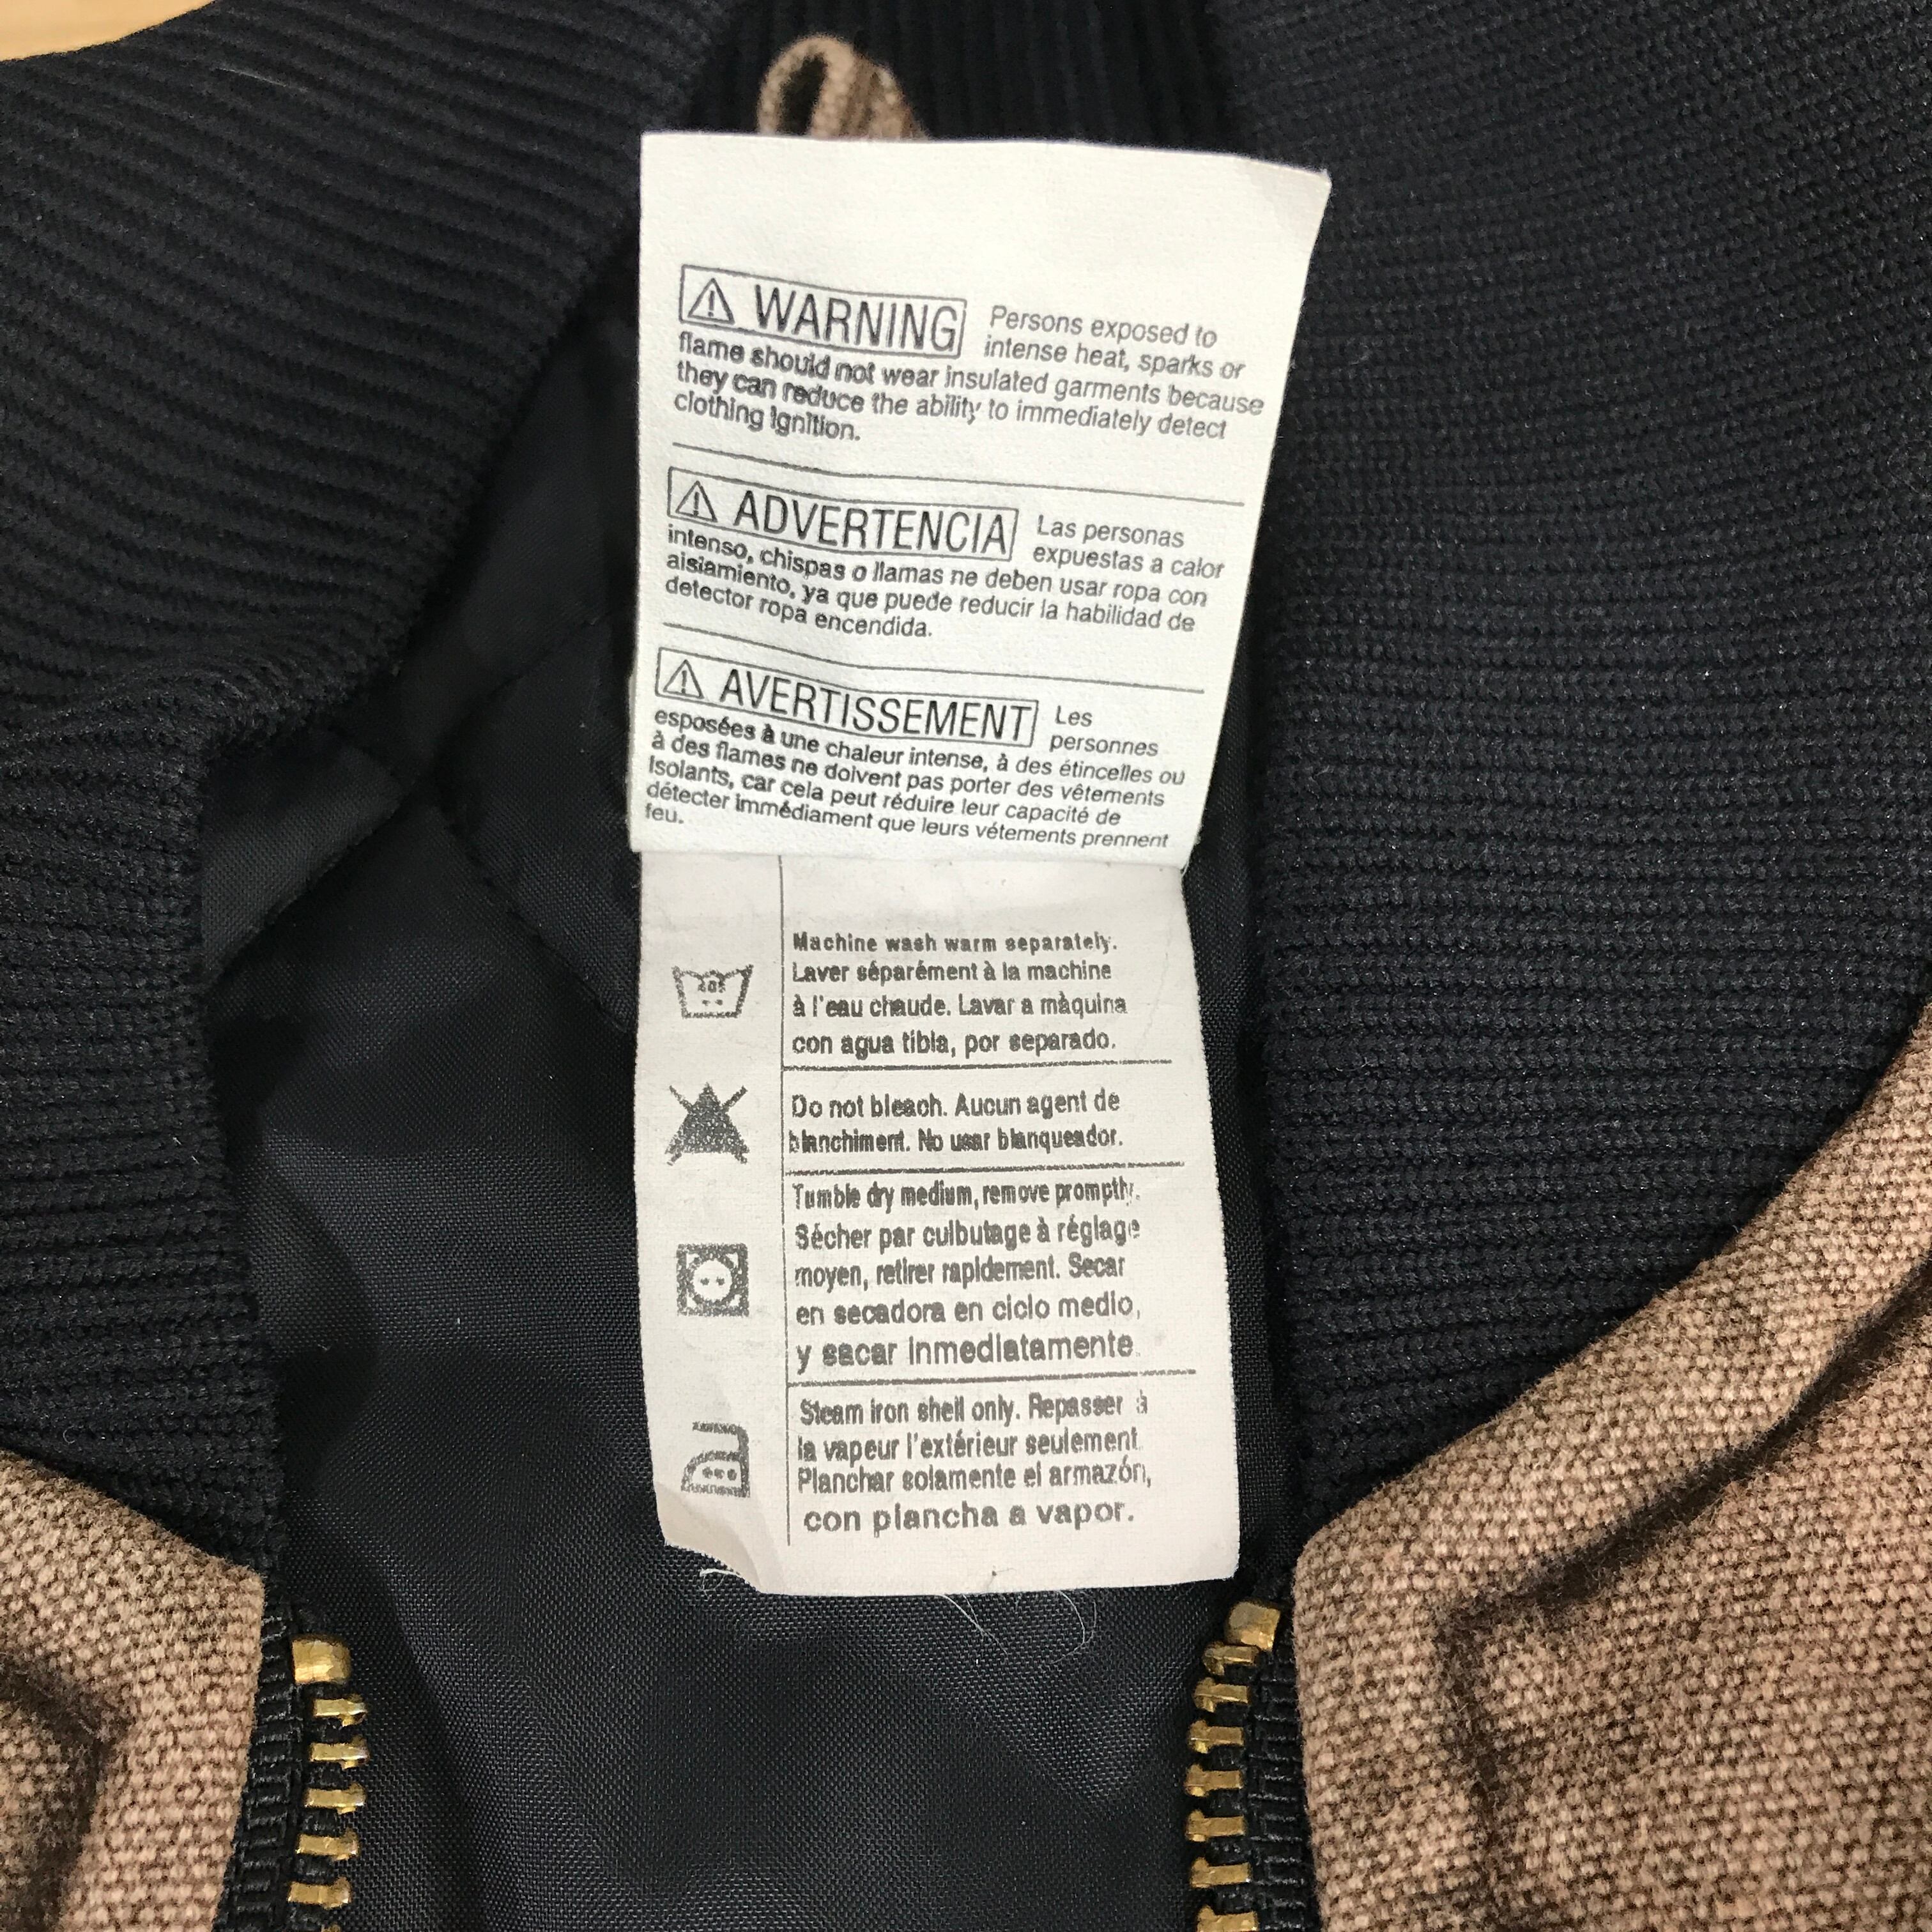 ⚠ WARNING Persons exposed to
intense heat, sparks or
flame should not wear insulated garments because
they can reduce the ability to immediately detect
clothing ignition.
⚠ ADVERTENCIA Las personas
expuestas a calor
intenso, chispas o llamas ne deben usar ropa con
aislamiento, ya que puede reducir la habilidad de
detector ropa encendida.
⚠ AVERTISSEMENT Les
personnes
esposées à une chaleur intense, à des étincelles ou
à des flames ne doivent pas porter des vêtements
Isolants, car cela peut réduire leur capacité de
détecter immédiament que leurs vétements prennent
feu.
Machine wash warm separately.
Laver séparément à la machine
à l'eau chaude. Lavar a màquina
con agua tibia, por separado.
Do not bleach. Aucun agent de
blanchiment. No usar blanqueador.
Tumble dry medium, remove promptly.
Sécher par culbutage à réglage
moyen, retirer rapidement. Secar
en secadora en ciclo medio,
y sacar inmediatamente.
Steam iron shell only. Repasser à
la vapeur l'extérieur seulement
Planchar solamente el armazón,
con plancha a vapor.